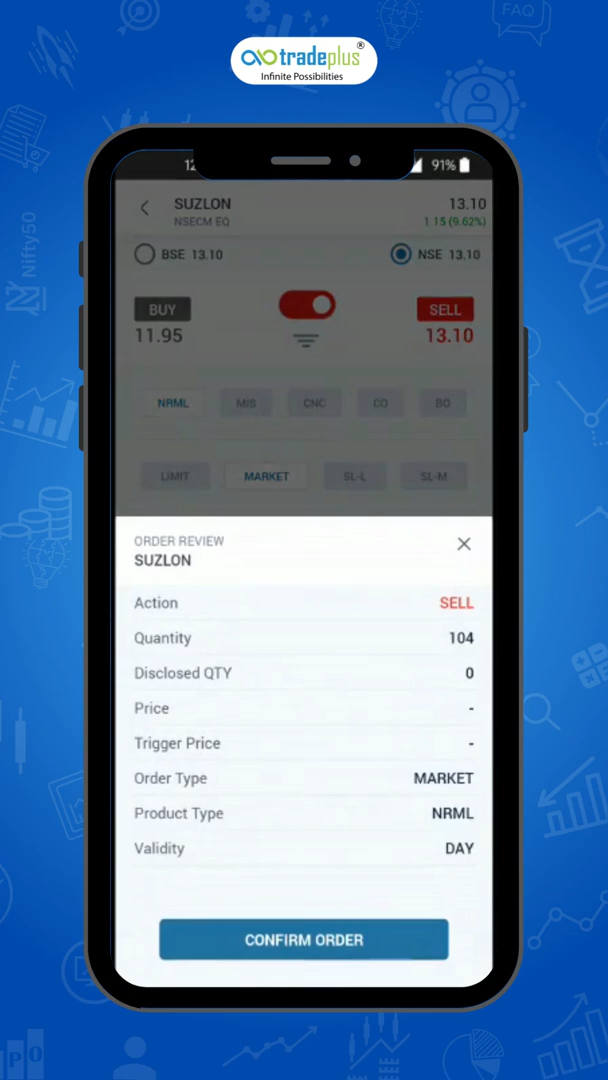 FAQ
tradeplus®
Infinite Possibilities
91%
SUZLON
13.10
NSECM EQ
1.15 (9.62%)
BSE 13.10
NSE 13.10
BUY
SELL
11.95
13.10
NRML MIS CNC CO BO
LIMIT MARKET SL-L SL-M
Nifty50
ORDER REVIEW
SUZLON
Action SELL
Quantity 104
Disclosed QTY 0
Price -
Trigger Price -
Order Type MARKET
Product Type NRML
Validity DAY
CONFIRM ORDER